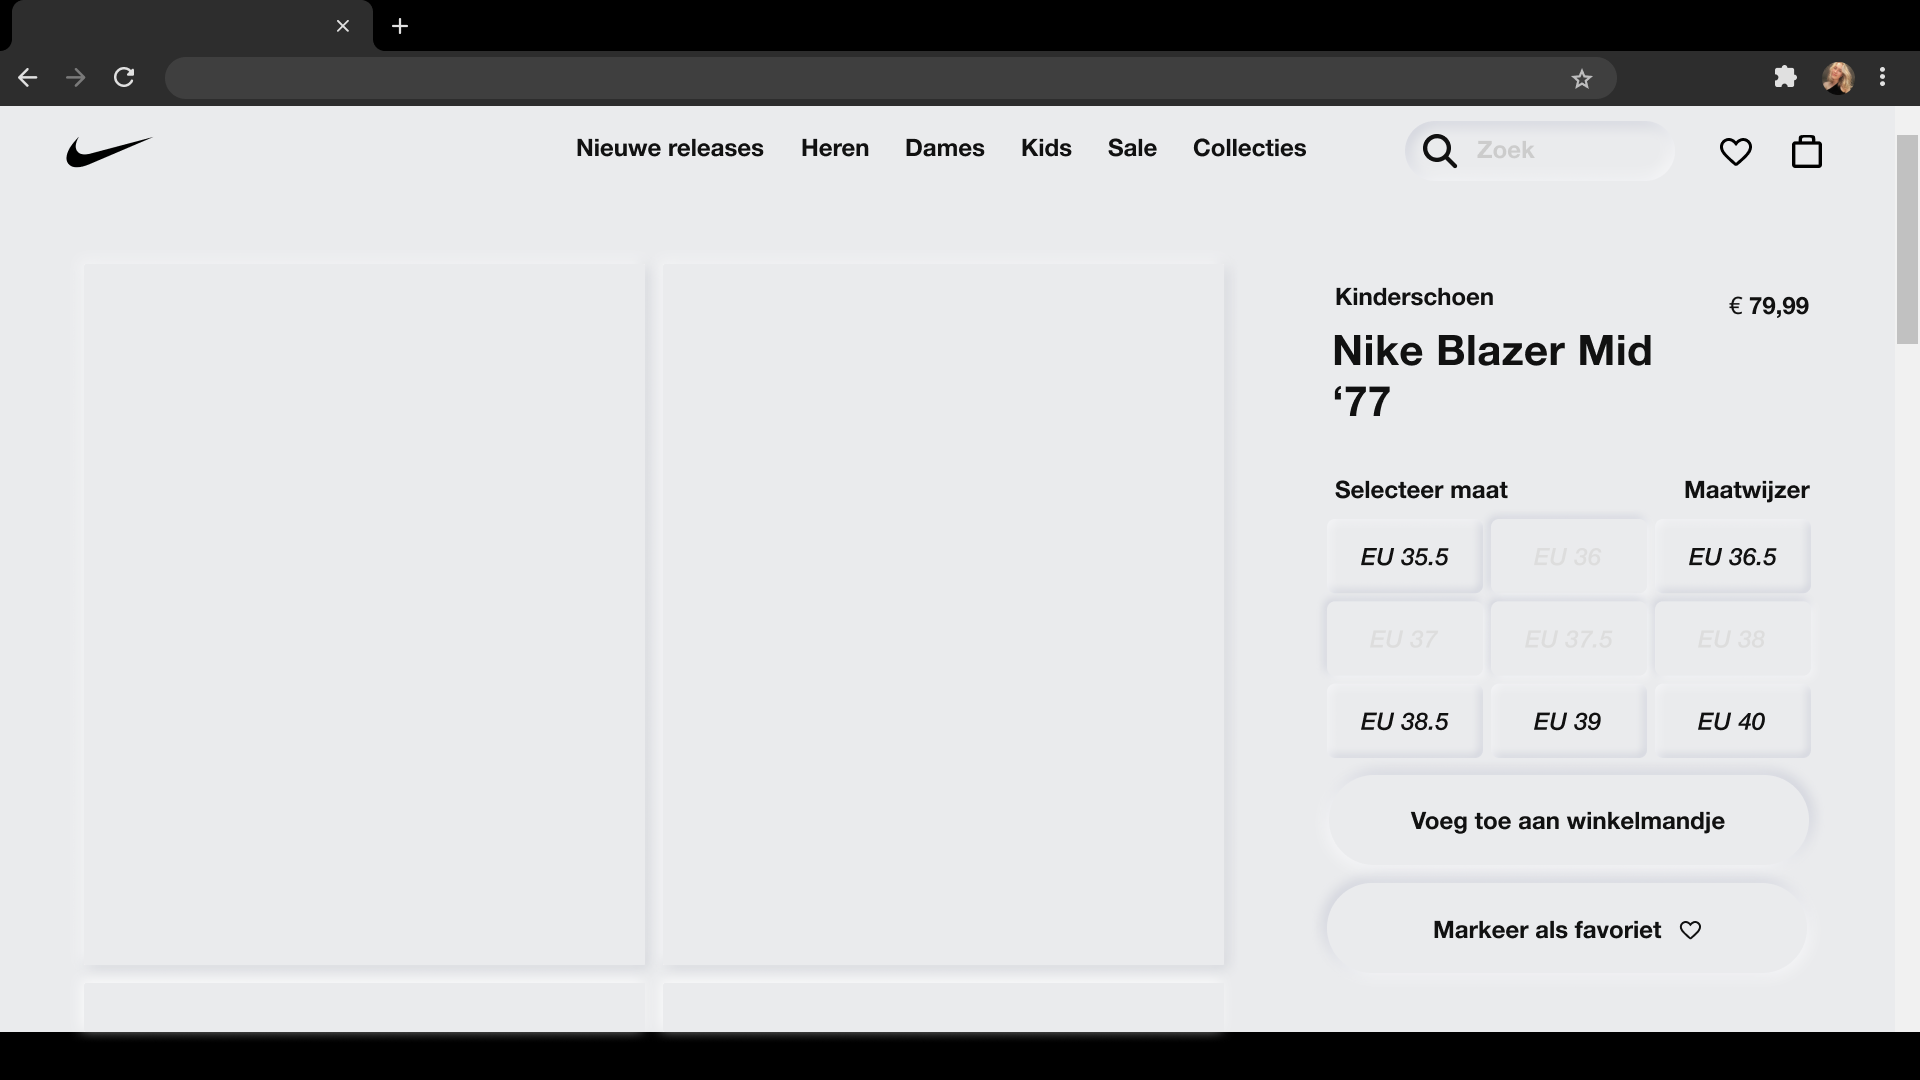 Nieuwe releases Heren Dames Kids Sale Collecties Zoek
Kinderschoen
€ 79,99
Nike Blazer Mid
‘77
Selecteer maat Maatwijzer
EU 35.5 EU 36 EU 36.5
EU 37 EU 37.5 EU 38
EU 38.5 EU 39 EU 40
Voeg toe aan winkelmandje
Markeer als favoriet